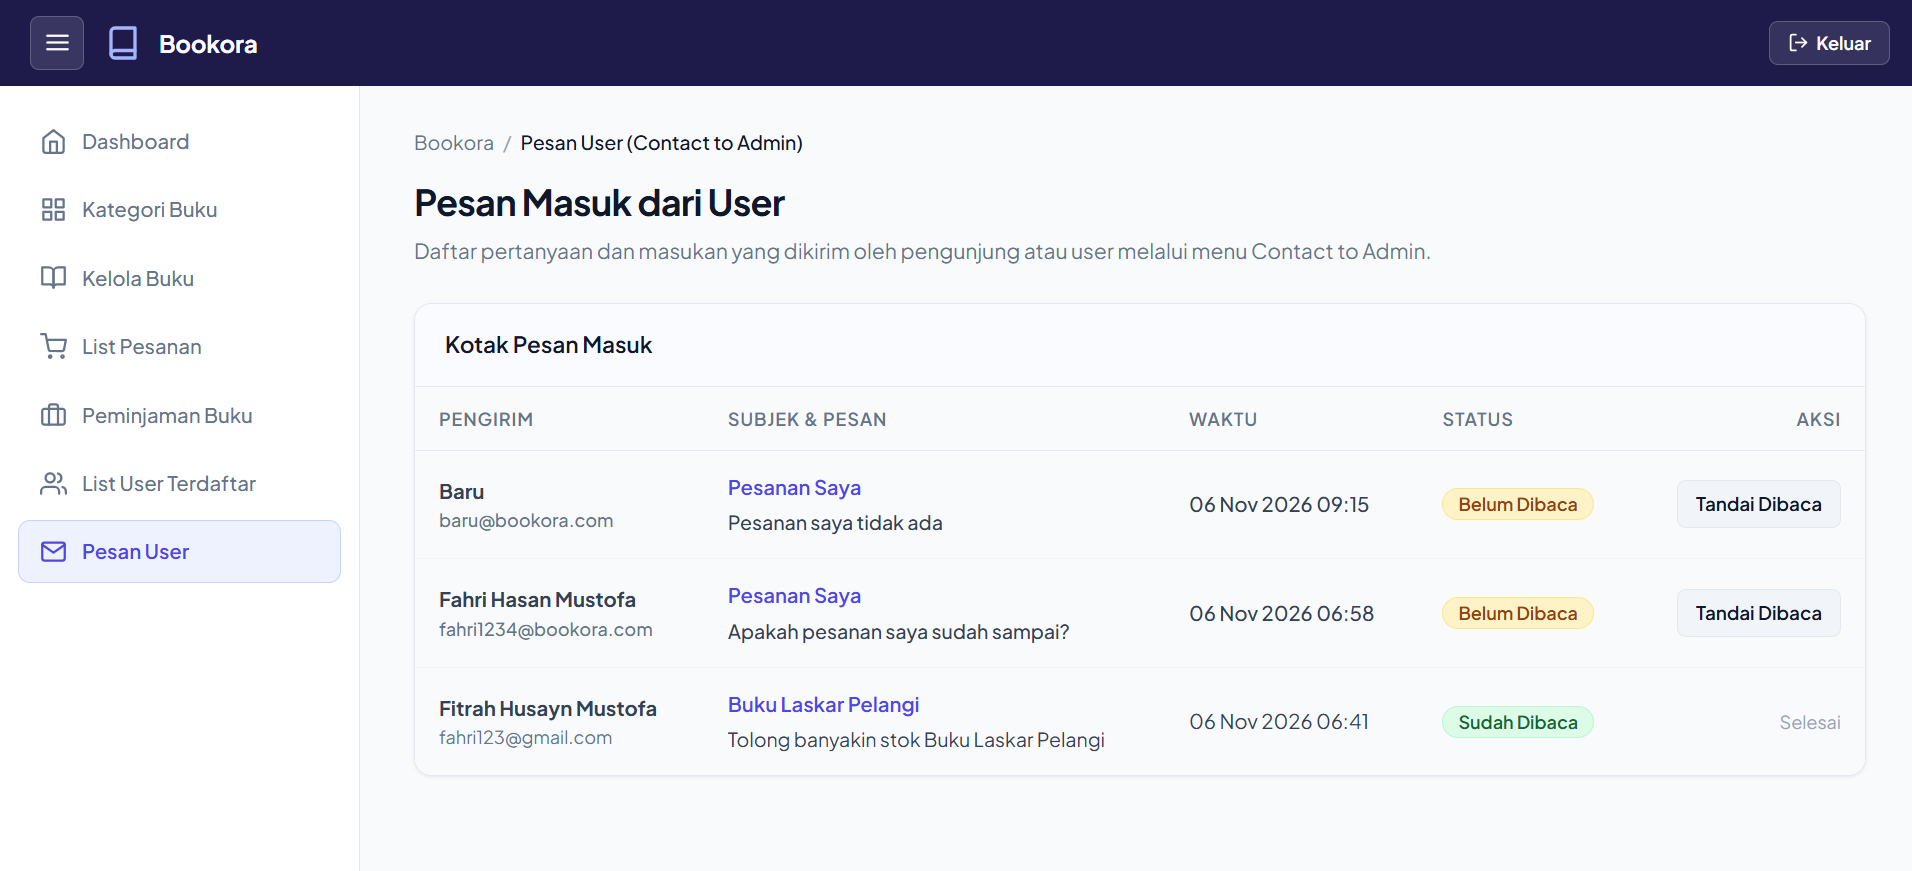 Bookora
Keluar
Dashboard
Kategori Buku
Kelola Buku
List Pesanan
Peminjaman Buku
List User Terdaftar
Pesan User
Bookora / Pesan User (Contact to Admin)
Pesan Masuk dari User
Daftar pertanyaan dan masukan yang dikirim oleh pengunjung atau user melalui menu Contact to Admin.
Kotak Pesan Masuk
PENGIRIM SUBJEK & PESAN WAKTU STATUS AKSI
Baru
baru@bookora.com
Pesanan Saya
Pesanan saya tidak ada
06 Nov 2026 09:15
Belum Dibaca
Tandai Dibaca
Fahri Hasan Mustofa
fahri1234@bookora.com
Pesanan Saya
Apakah pesanan saya sudah sampai?
06 Nov 2026 06:58
Belum Dibaca
Tandai Dibaca
Fitrah Husayn Mustofa
fahri123@gmail.com
Buku Laskar Pelangi
Tolong banyakin stok Buku Laskar Pelangi
06 Nov 2026 06:41
Sudah Dibaca
Selesai